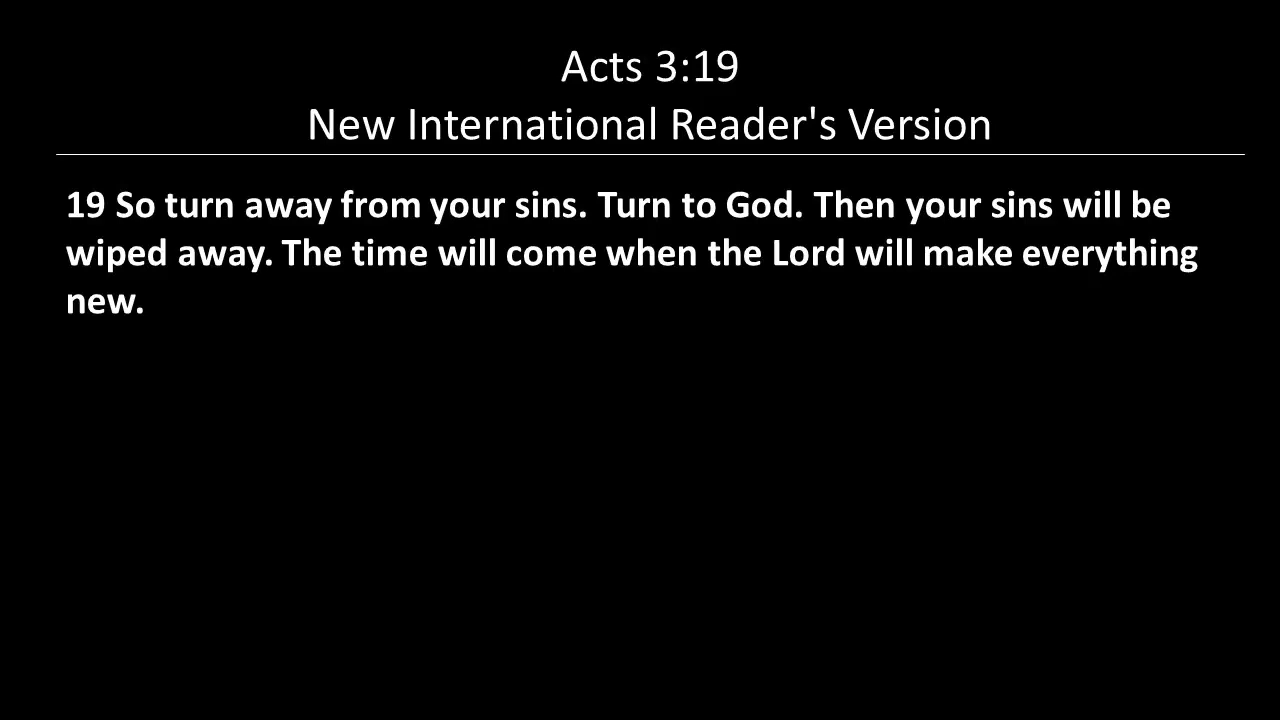 Acts 3:19
New International Reader's Version
19 So turn away from your sins. Turn to God. Then your sins will be
wiped away. The time will come when the Lord will make everything
new.